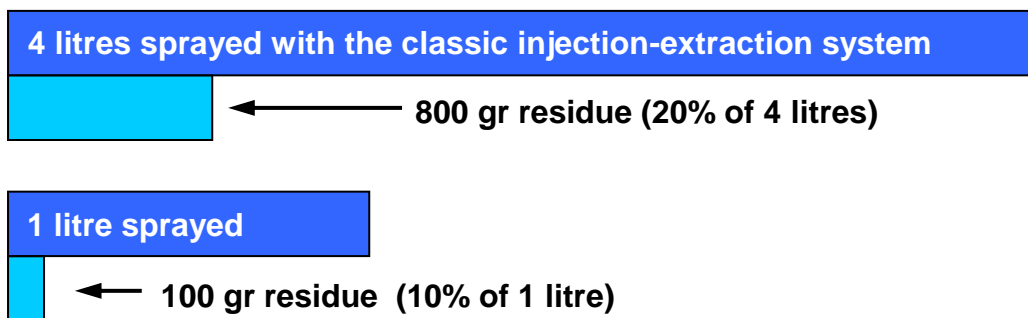 4 litres sprayed with the classic injection-extraction system
800 gr residue (20% of 4 litres)
1 litre sprayed
100 gr residue  (10% of 1 litre)